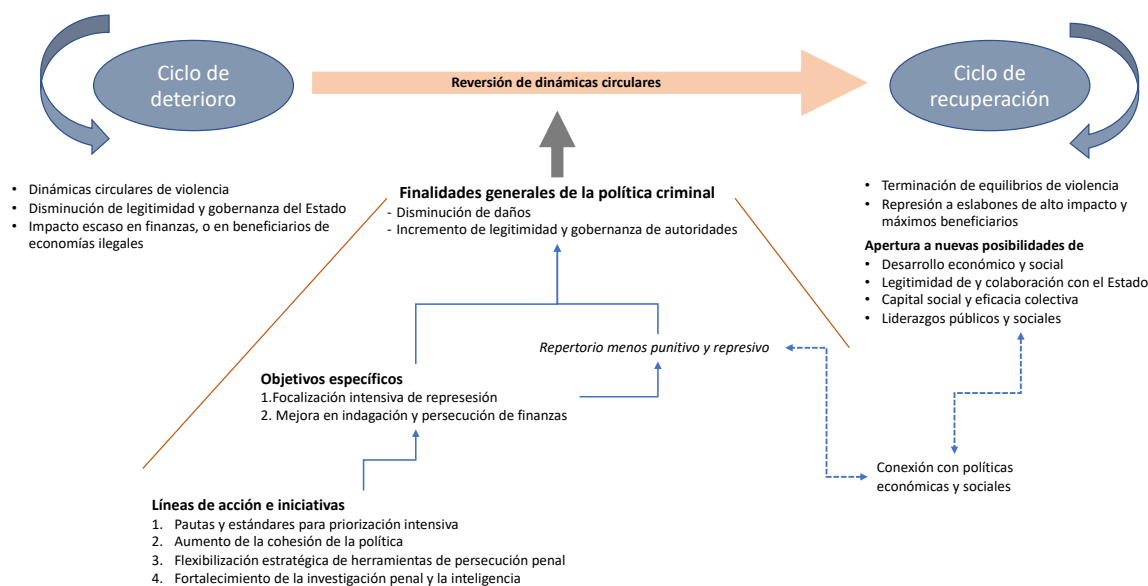 Ciclo de
deterioro
Reversión de dinámicas circulares
Ciclo de
recuperación
• Dinámicas circulares de violencia
• Disminución de legitimidad y gobernanza del Estado
• Impacto escaso en finanzas, o en beneficiarios de
economías ilegales
Finalidades generales de la política criminal
- Disminución de daños
- Incremento de legitimidad y gobernanza de autoridades
• Terminación de equilibrios de violencia
• Represión a eslabones de alto impacto y
máximos beneficiarios
Apertura a nuevas posibilidades de
• Desarrollo económico y social
• Legitimidad de y colaboración con el Estado
• Capital social y eficacia colectiva
• Liderazgos públicos y sociales
Repertorio menos punitivo y represivo
Objetivos específicos
1.Focalización intensiva de represesión
2. Mejora en indagación y persecución de finanzas
Conexión con políticas
económicas y sociales
Líneas de acción e iniciativas
1. Pautas y estándares para priorización intensiva
2. Aumento de la cohesión de la política
3. Flexibilización estratégica de herramientas de persecución penal
4. Fortalecimiento de la investigación penal y la inteligencia